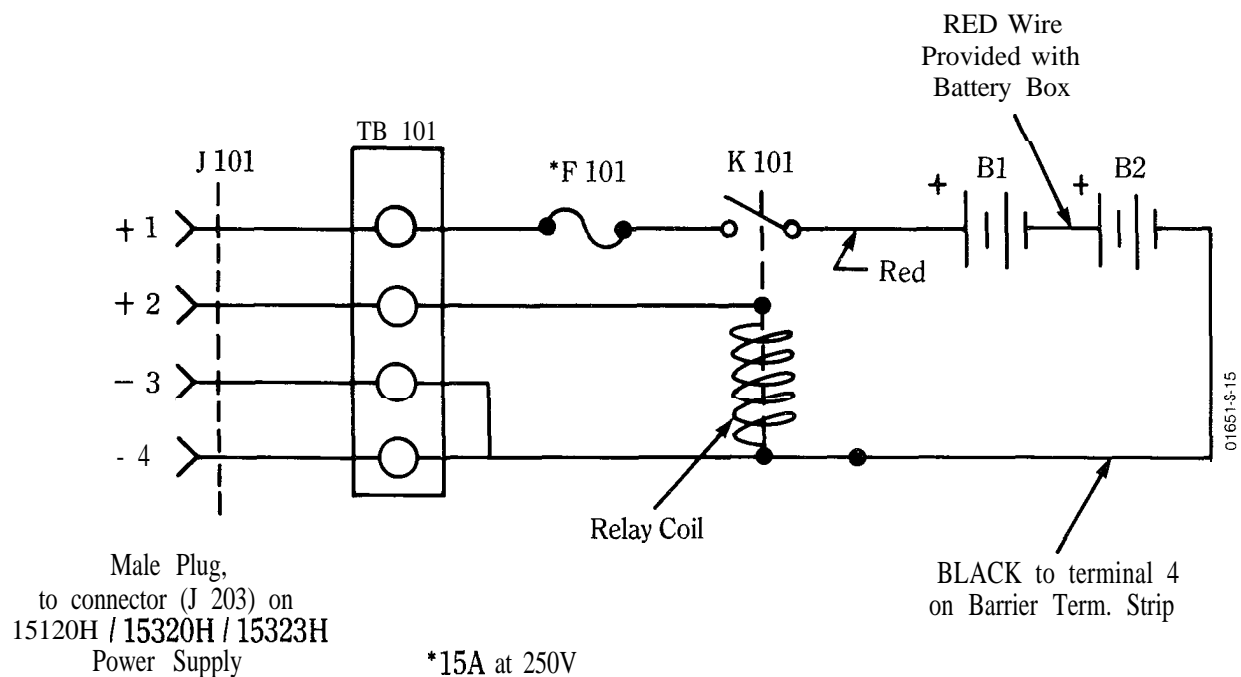 RED Wire
Provided with
Battery Box
TB 101
J 101
*F 101
K 101
+ B1
+ B2
+ 1
Red
+ 2
− 3
- 4
Relay Coil
01651-S-15
Male Plug,
to connector (J 203) on
15120H / 15320H / 15323H
Power Supply
BLACK to terminal 4
on Barrier Term. Strip
*15A at 250V